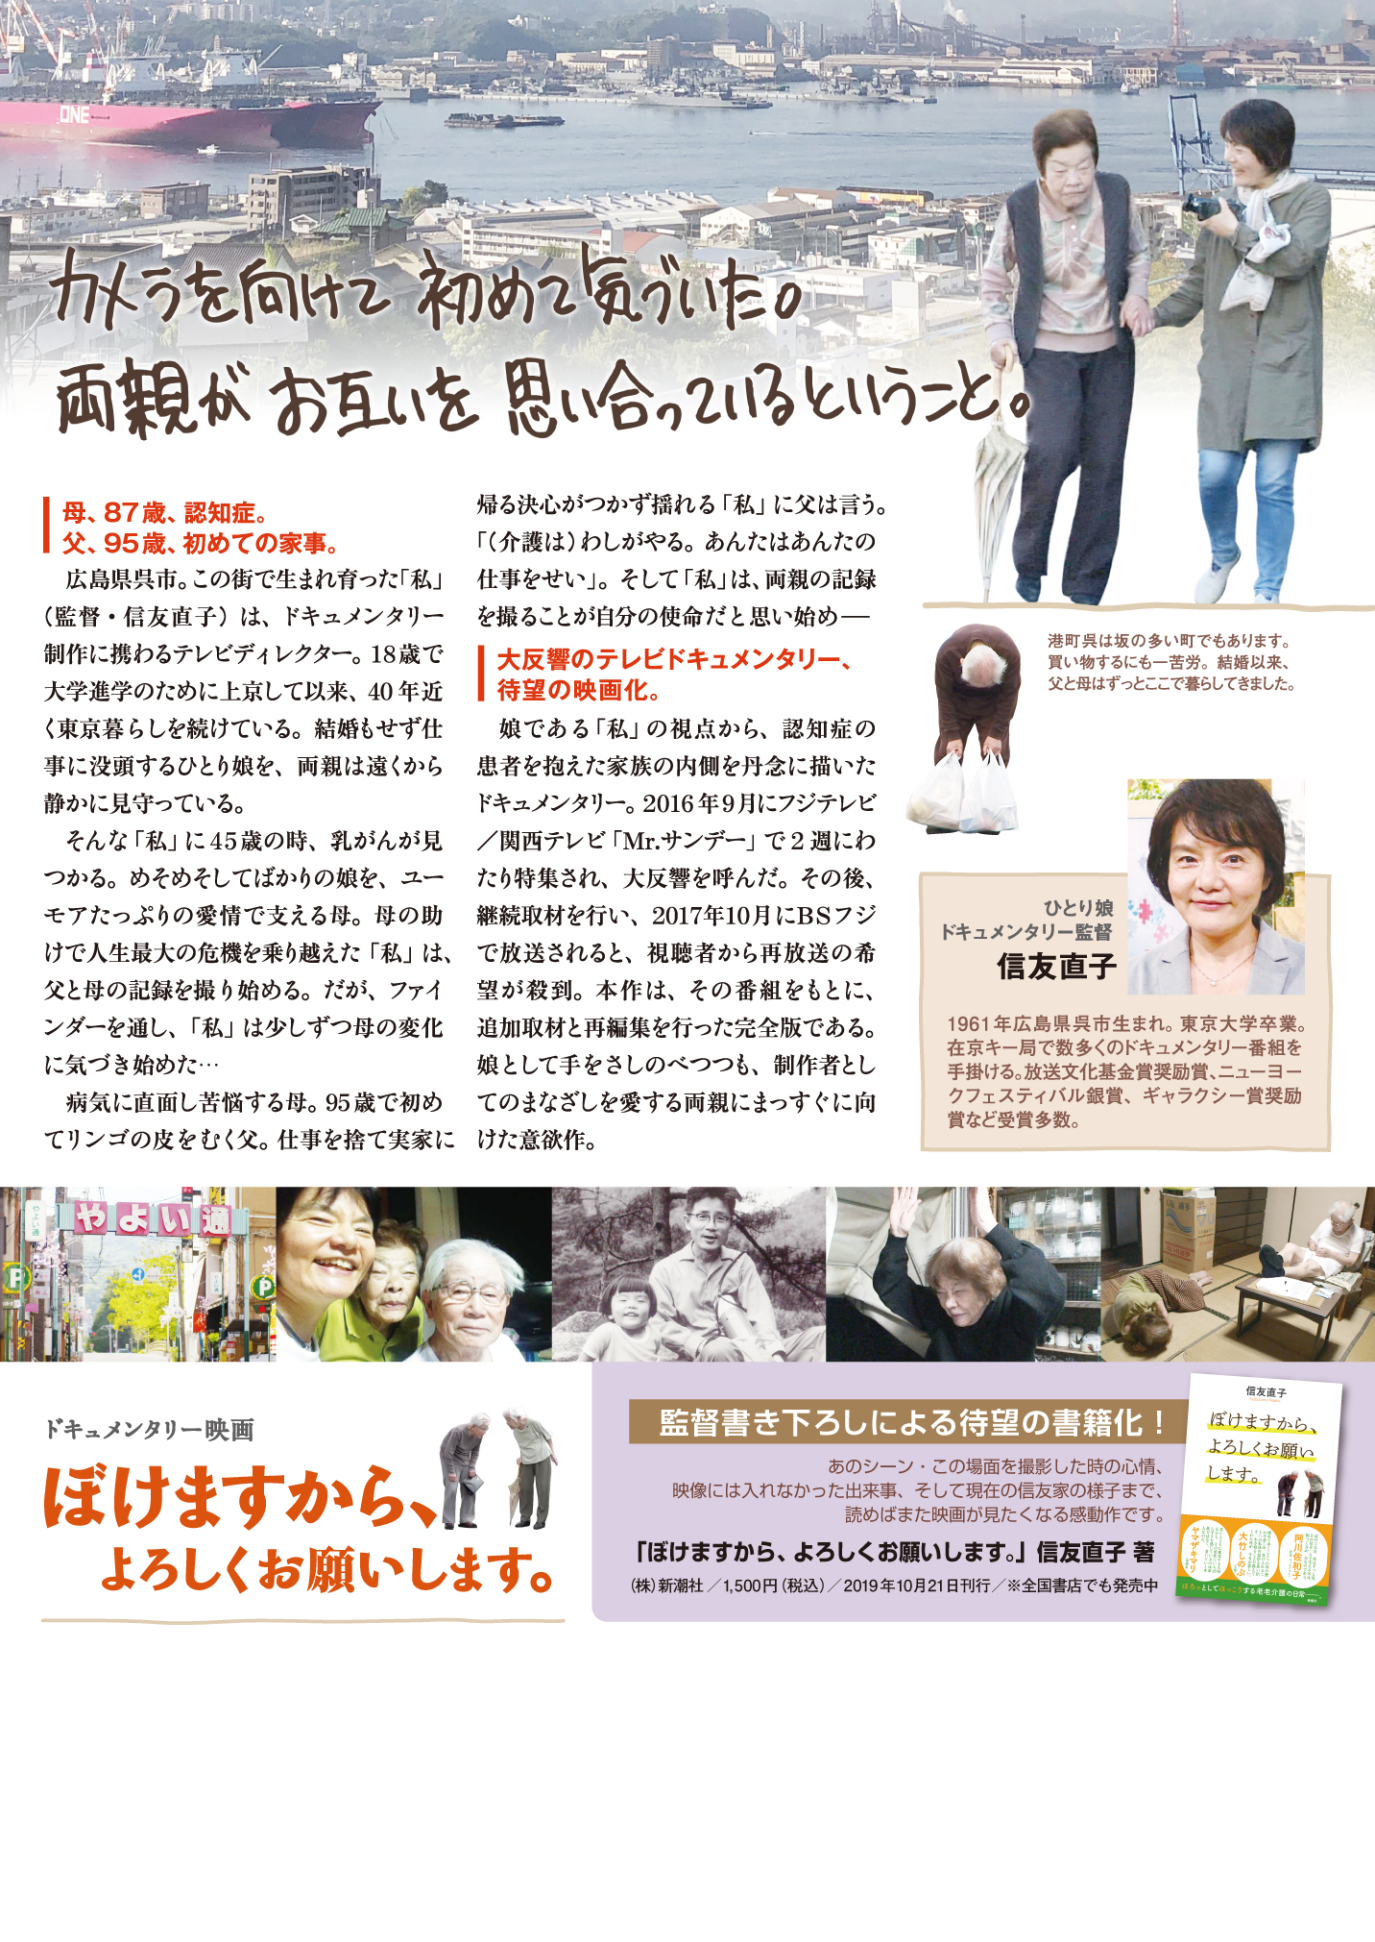 ONE
カメラを向けて 初めて気づいた。
両親が お互いを 思い合っているということ。
母、87歳、認知症。
父、95歳、初めての家事。
広島県呉市。この街で生まれ育った「私」
(監督・信友直子)は、ドキュメンタリー
制作に携わるテレビディレクター。18歳で
大学進学のために上京して以来、40年近
く東京暮らしを続けている。結婚もせず仕
事に没頭するひとり娘を、両親は遠くから
静かに見守っている。
そんな「私」に45歳の時、乳がんが見
つかる。めそめそしてばかりの娘を、ユー
モアたっぷりの愛情で支える母。母の助
けで人生最大の危機を乗り越えた「私」は、
父と母の記録を撮り始める。だが、ファイ
ンダーを通し、「私」は少しずつ母の変化
に気づき始めた…
病気に直面し苦悩する母。95歳で初め
てリンゴの皮をむく父。仕事を捨て実家に
帰る決心がつかず揺れる「私」に父は言う。
「(介護は)わしがやる。あんたはあんたの
仕事をせい」。そして「私」は、両親の記録
を撮ることが自分の使命だと思い始め―
大反響のテレビドキュメンタリー、
待望の映画化。
娘である「私」の視点から、認知症の
患者を抱えた家族の内側を丹念に描いた
ドキュメンタリー。2016年9月にフジテレビ
／関西テレビ「Mr.サンデー」で2週にわ
たり特集され、大反響を呼んだ。その後、
継続取材を行い、2017年10月にBSフジ
で放送されると、視聴者から再放送の希
望が殺到。本作は、その番組をもとに、
追加取材と再編集を行った完全版である。
娘として手をさしのべつつも、制作者とし
てのまなざしを愛する両親にまっすぐに向
けた意欲作。
港町呉は坂の多い町でもあります。
買い物するにも一苦労。結婚以来、
父と母はずっとここで暮らしてきました。
ひとり娘
ドキュメンタリー監督
信友直子
1961年広島県呉市生まれ。東京大学卒業。
在京キー局で数多くのドキュメンタリー番組を
手掛ける。放送文化基金賞奨励賞、ニューヨー
クフェスティバル銀賞、ギャラクシー賞奨励
賞など受賞多数。
やよい通
P
P
ドキュメンタリー映画
ぼけますから、
よろしくお願いします。
監督書き下ろしによる待望の書籍化！
あのシーン・この場面を撮影した時の心情、
映像には入れなかった出来事、そして現在の信友家の様子まで、
読めばまた映画が見たくなる感動作です。
「ぼけますから、よろしくお願いします。」信友直子 著
(株)新潮社／1,500円(税込)／2019年10月21日刊行／※全国書店でも発売中
信友直子
ぼけますから、
よろしくお願い
します。
阿川佐和子
大竹しのぶ
ヤマザキマリ